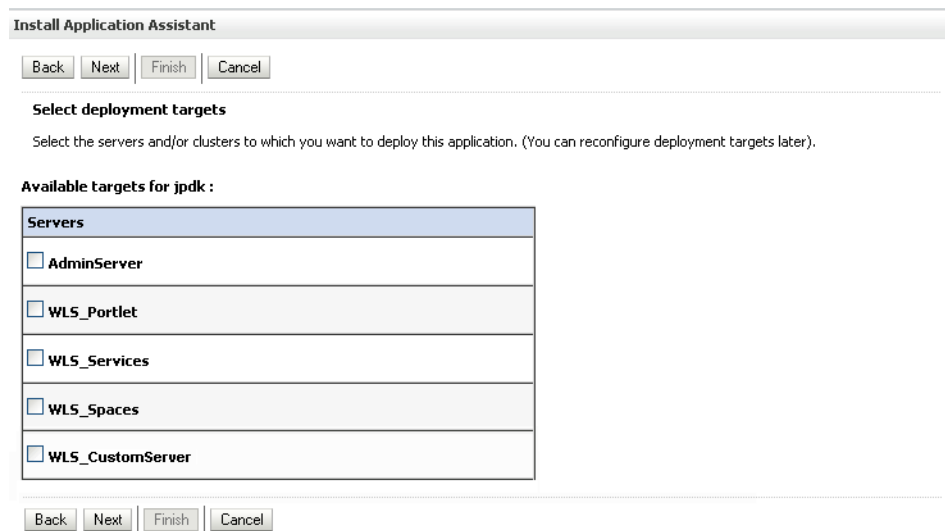 Install Application Assistant
Back Next Finish Cancel
Select deployment targets
Select the servers and/or clusters to which you want to deploy this application. (You can reconfigure deployment targets later).
Available targets for jpdk :
Servers
AdminServer
WLS_Portlet
WLS_Services
WLS_Spaces
WLS_CustomServer
Back Next Finish Cancel